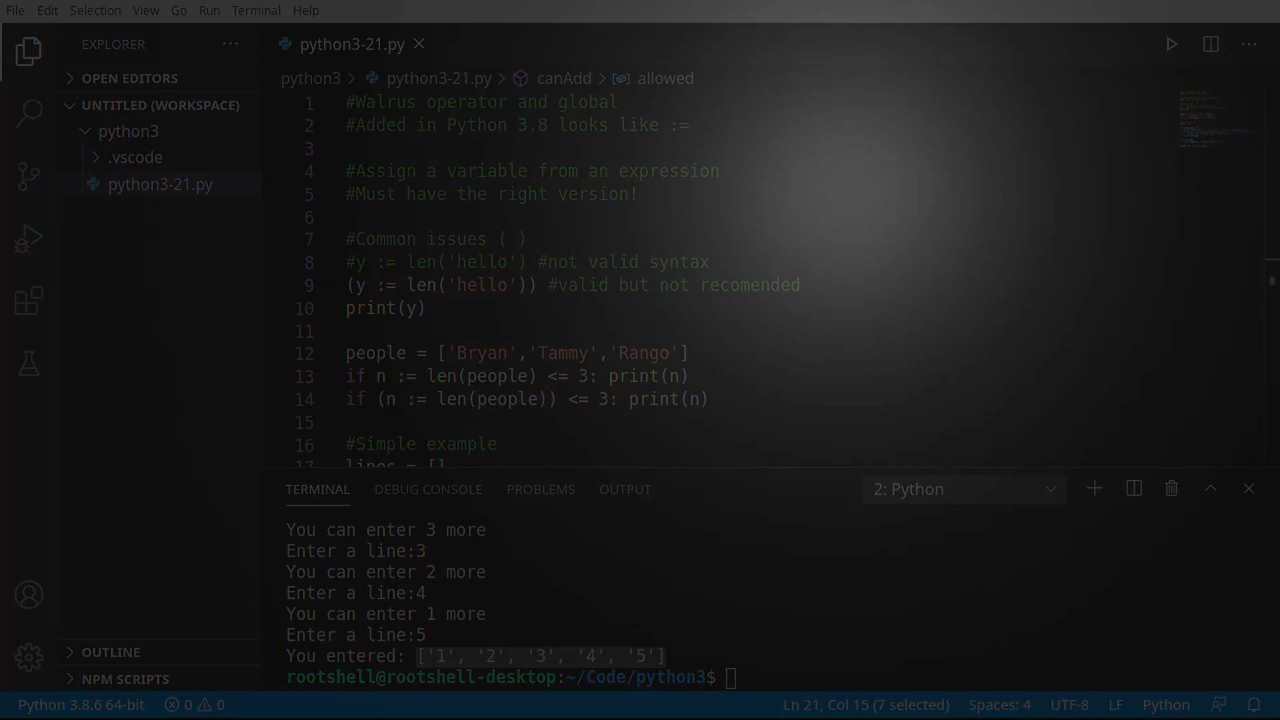 File Edit Selection View Go Run Terminal Help
EXPLORER ...
python3-21.py
OPEN EDITORS
UNTITLED (WORKSPACE)
python3
.vscode
python3-21.py
python3 > python3-21.py > canAdd > allowed
1 #Walrus operator and global
2 #Added in Python 3.8 looks like :=
3
4 #Assign a variable from an expression
5 #Must have the right version!
6
7 #Common issues ( )
8 #y := len('hello') #not valid syntax
9 (y := len('hello')) #valid but not recomended
10 print(y)
11
12 people = ['Bryan','Tammy','Rango']
13 if n := len(people) <= 3: print(n)
14 if (n := len(people)) <= 3: print(n)
15
16 #Simple example
17 lines = []
TERMINAL DEBUG CONSOLE PROBLEMS OUTPUT 2: Python
You can enter 3 more
Enter a line:3
You can enter 2 more
Enter a line:4
You can enter 1 more
Enter a line:5
You entered: ['1', '2', '3', '4', '5']
rootshell@rootshell-desktop:~/Code/python3$
OUTLINE
NPM SCRIPTS
Python 3.8.6 64-bit 0 0 Ln 21, Col 15 (7 selected) Spaces: 4 UTF-8 LF Python